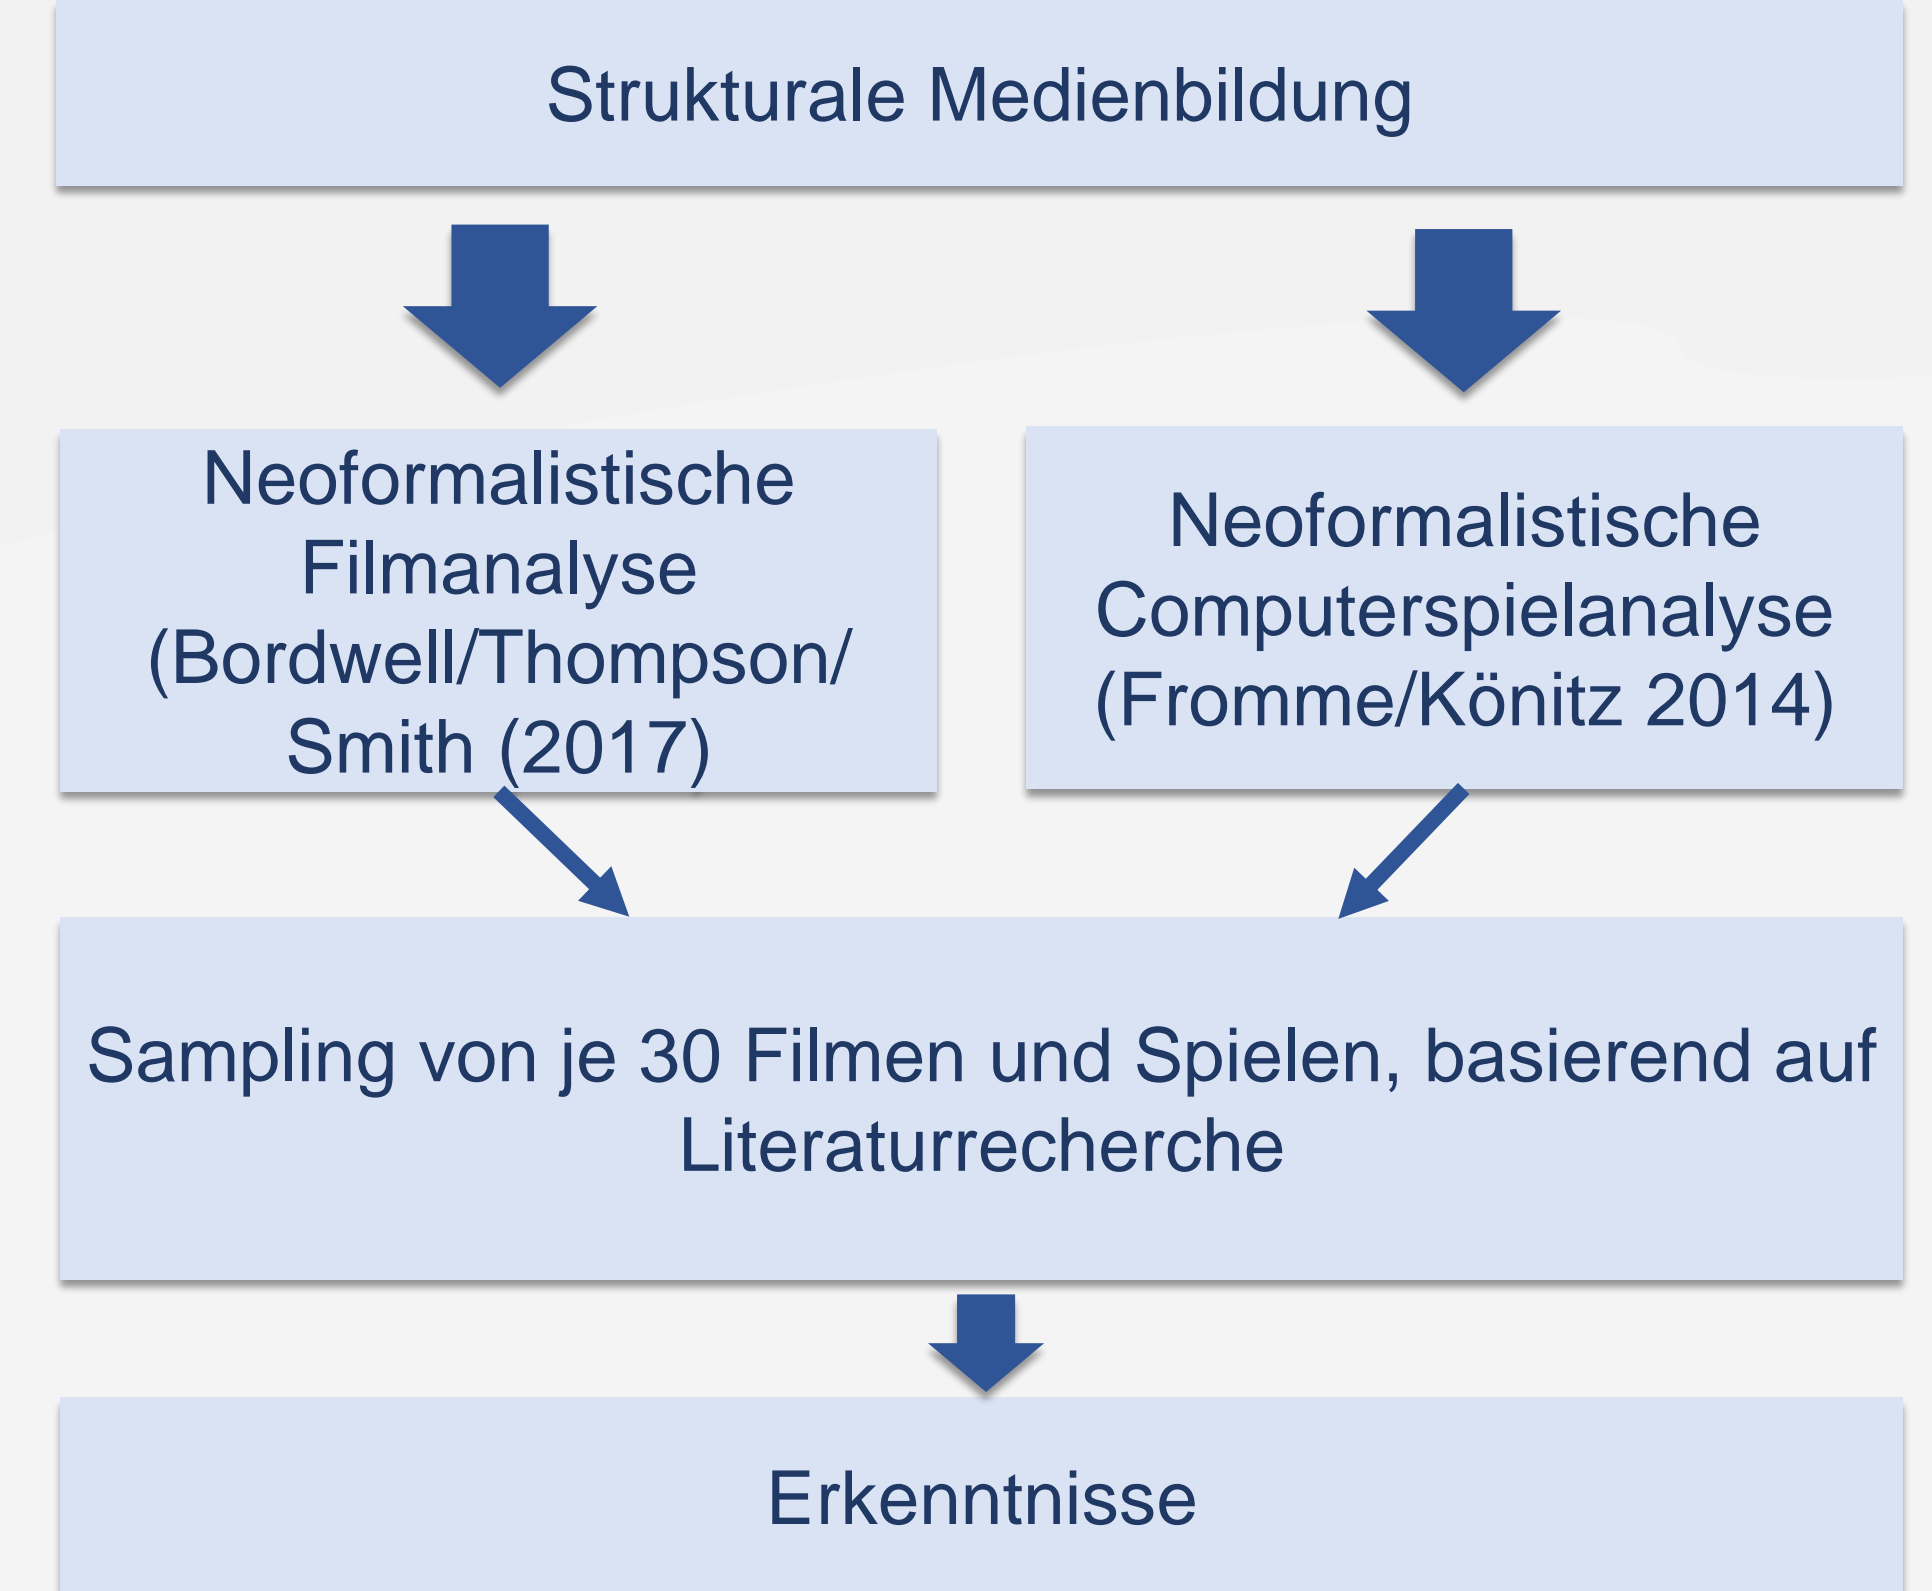 Strukturale Medienbildung
Neoformalistische
Filmanalyse
(Bordwell/Thompson/
Smith (2017)
Neoformalistische
Computerspielanalyse
(Fromme/Könitz 2014)
Sampling von je 30 Filmen und Spielen, basierend auf
Literaturrecherche
Erkenntnisse